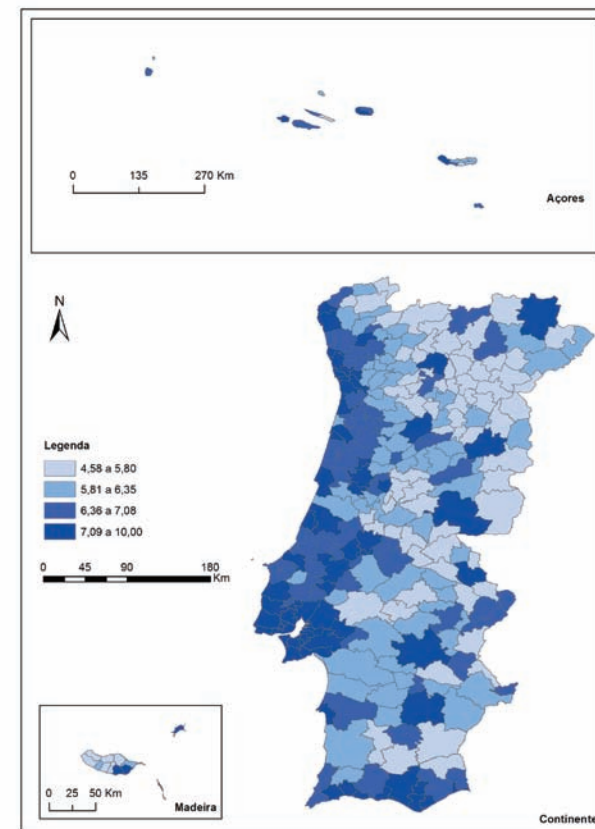 0 135 270 Km
Açores
N
Legenda
4,58 a 5,80
5,81 a 6,35
6,36 a 7,08
7,09 a 10,00
0 45 90 180
Km
0 25 50 Km
Madeira
Continente